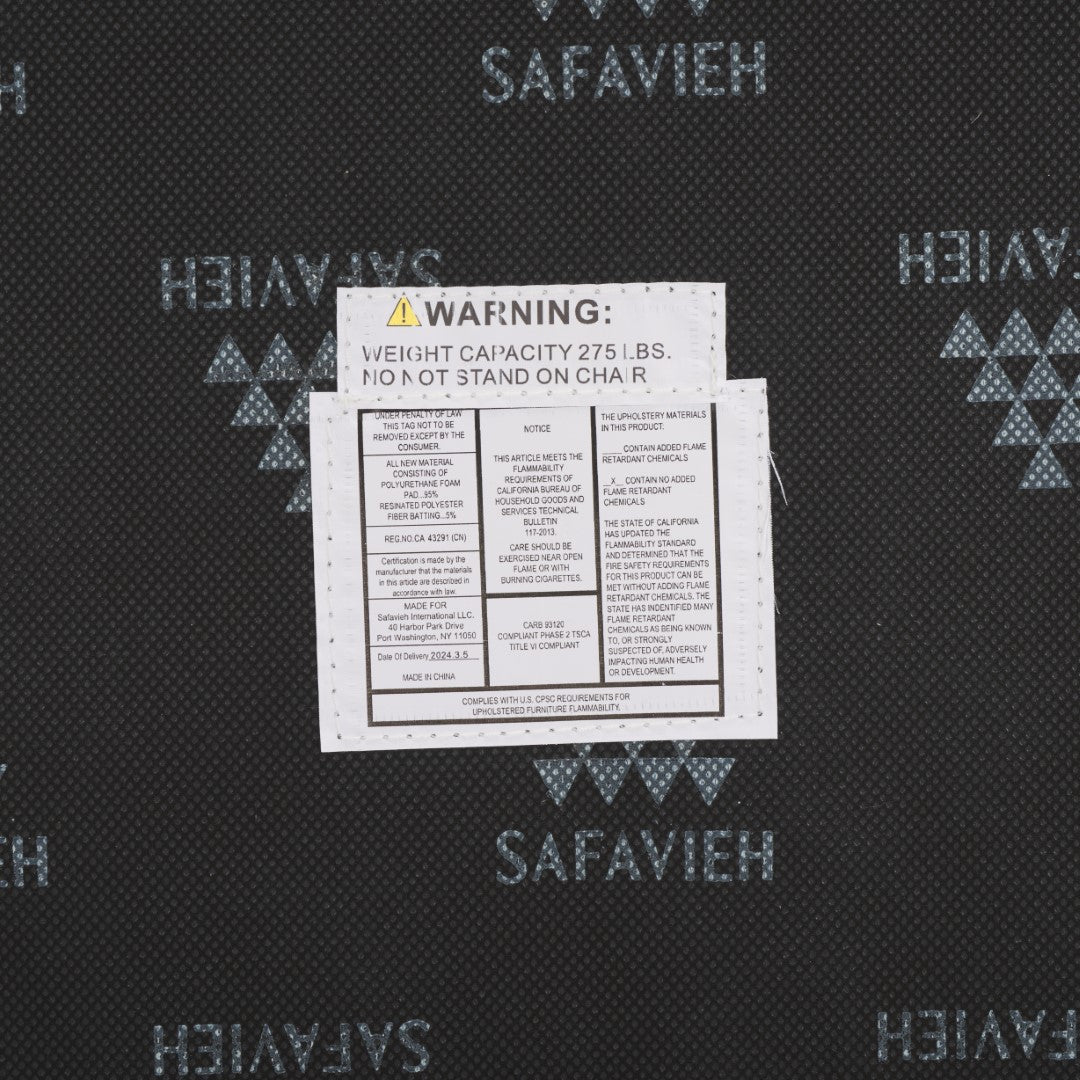 SAFAVIEH
SAFAVIEH
WARNING:
WEIGHT CAPACITY 275 LBS.
NO NOT STAND ON CHAIR
UNDER PENALTY OF LAW
THIS TAG NOT TO BE
REMOVED EXCEPT BY THE
CONSUMER.
ALL NEW MATERIAL
CONSISTING OF
POLYURETHANE FOAM
PAD...95%
RESINATED POLYESTER
FIBER BATTING...5%
REG.NO.CA 43291 (CN)
Certification is made by the
manufacturer that the materials
in this article are described in
accordance with law.
MADE FOR
Safavieh International LLC.
40 Harbor Park Drive
Port Washington, NY 11050
Date Of Delivery 2024.3.5
MADE IN CHINA
NOTICE
THIS ARTICLE MEETS THE
FLAMMABILITY
REQUIREMENTS OF
CALIFORNIA BUREAU OF
HOUSEHOLD GOODS AND
SERVICES TECHNICAL
BULLETIN
117-2013.
CARE SHOULD BE
EXERCISED NEAR OPEN
FLAME OR WITH
BURNING CIGARETTES.
CARB 93120
COMPLIANT PHASE 2 TSCA
TITLE VI COMPLIANT
THE UPHOLSTERY MATERIALS
IN THIS PRODUCT.
____ CONTAIN ADDED FLAME
RETARDANT CHEMICALS
__X__ CONTAIN NO ADDED
FLAME RETARDANT
CHEMICALS
THE STATE OF CALIFORNIA
HAS UPDATED THE
FLAMMABILITY STANDARD
AND DETERMINED THAT THE
FIRE SAFETY REQUIREMENTS
FOR THIS PRODUCT CAN BE
MET WITHOUT ADDING FLAME
RETARDANT CHEMICALS. THE
STATE HAS INDENTIFIED MANY
FLAME RETARDANT
CHEMICALS AS BEING KNOWN
TO, OR STRONGLY
SUSPECTED OF, ADVERSELY
IMPACTING HUMAN HEALTH
OR DEVELOPMENT.
COMPLIES WITH U.S. CPSC REQUIREMENTS FOR
UPHOLSTERED FURNITURE FLAMMABILITY.
SAFAVIEH
SAFAVIEH